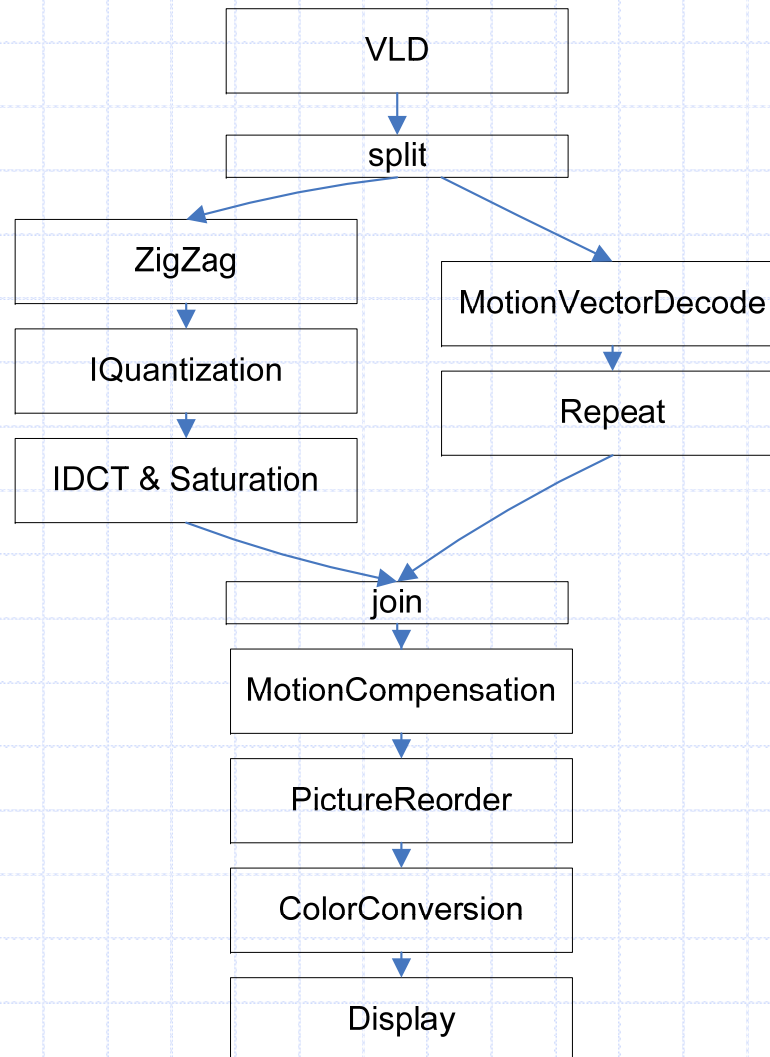 VLD
split
ZigZag
MotionVectorDecode
IQuantization
Repeat
IDCT & Saturation
join
MotionCompensation
PictureReorder
ColorConversion
Display